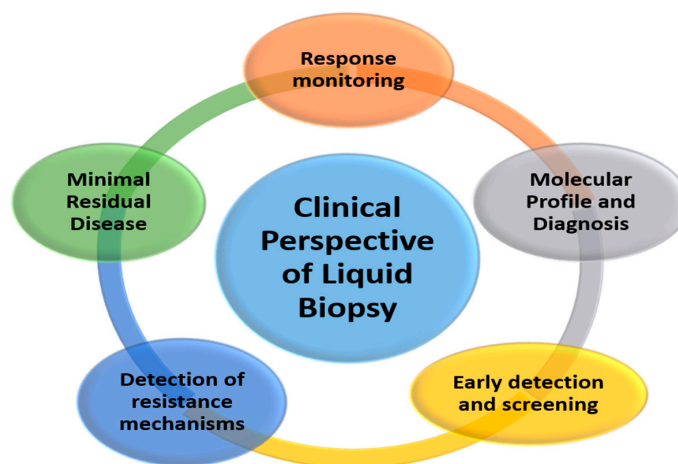 Response
monitoring
Minimal
Residual
Disease
Molecular
Profile and
Diagnosis
Clinical
Perspective
of Liquid
Biopsy
Detection of
resistance
mechanisms
Early detection
and screening